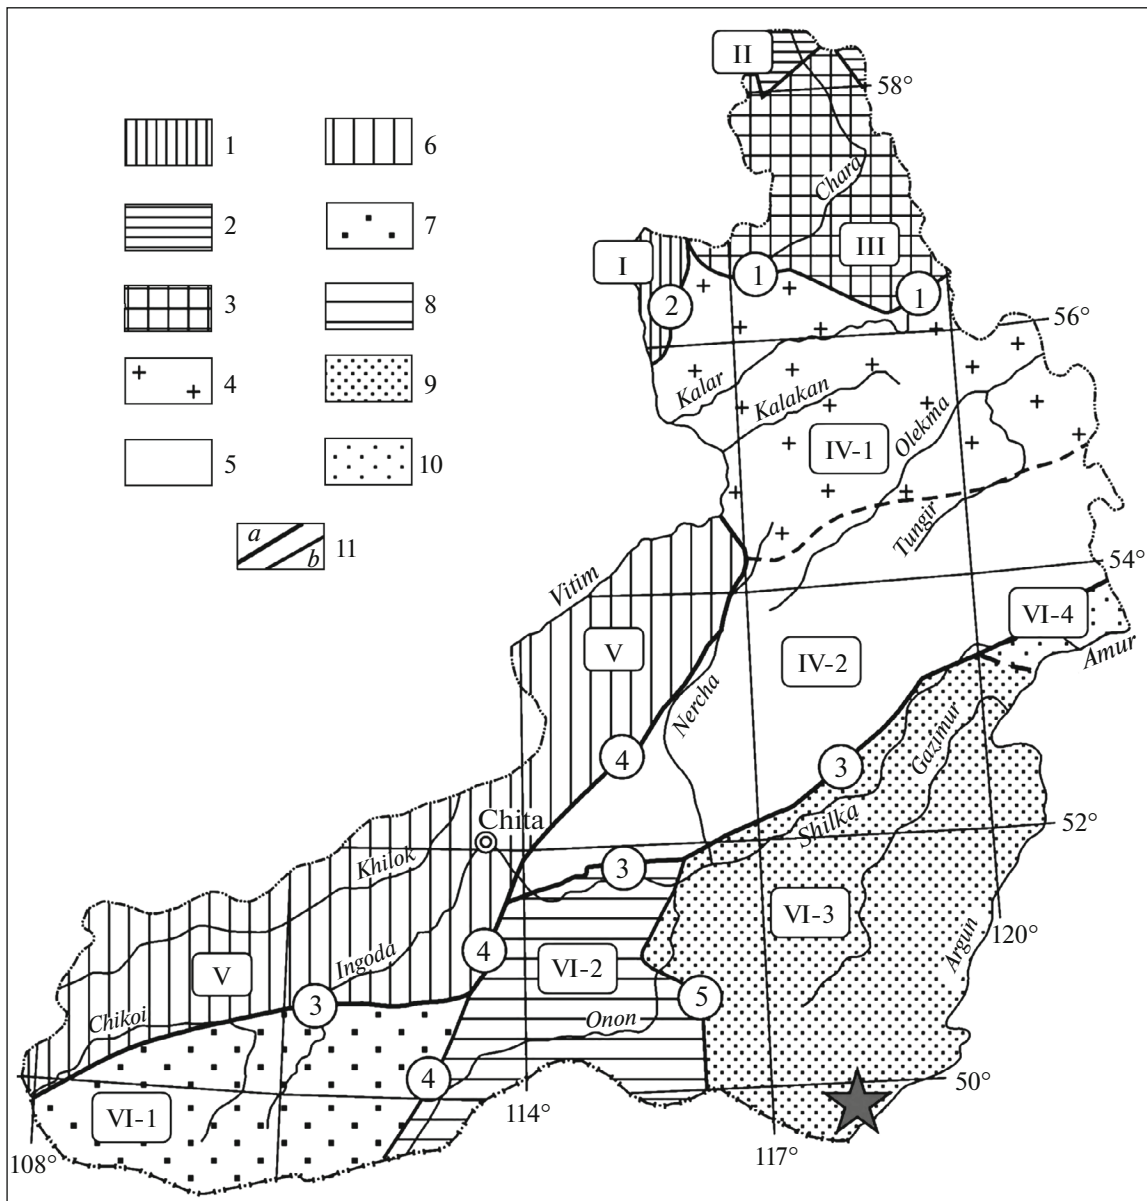 II
58°
1
6
Chara
2
7
III
I
1
1
3
8
2
56°
4
9
Kalar
Kalakan
Olekma
IV-1
5
10
Tungir
a
b
11
54°
Vitim
VI-4
V
IV-2
Amur
Nercha
Gazimur
4
3
Chita
Shilka
52°
Khilok
3
VI-3
120°
Ingoda
4
VI-2
Argun
V
3
5
Chikoi
Onon
4
50°
VI-1
114°
108°
117°